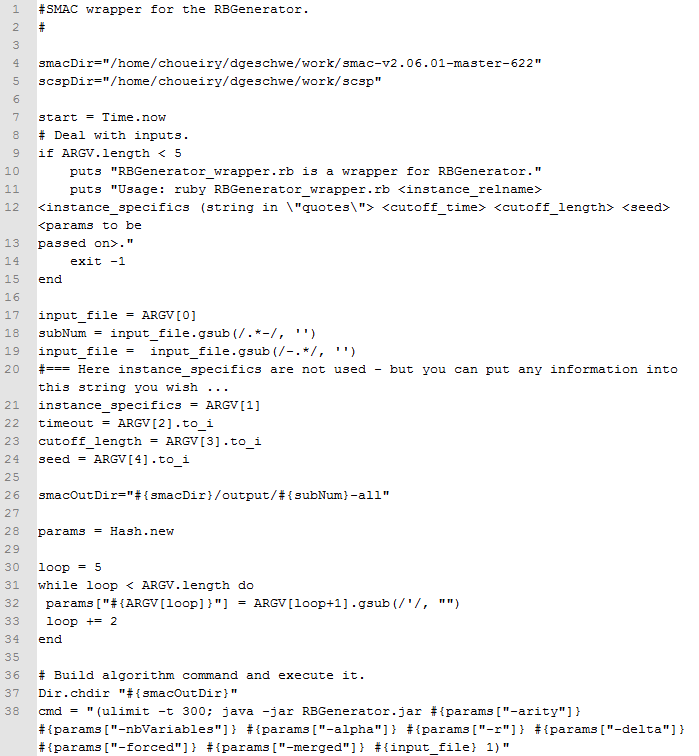 1 #SMAC wrapper for the RBGenerator.
2 #
3
4 smacDir="/home/choueiry/dgeschwe/work/smac-v2.06.01-master-622"
5 scspDir="/home/choueiry/dgeschwe/work/scsp"
6
7 start = Time.now
8 # Deal with inputs.
9 if ARGV.length < 5
10     puts "RBGenerator_wrapper.rb is a wrapper for RBGenerator."
11     puts "Usage: ruby RBGenerator_wrapper.rb <instance_relname>
12 <instance_specifics (string in \"quotes\"> <cutoff_time> <cutoff_length> <seed>
<params to be
13 passed on>."
14     exit -1
15 end
16
17 input_file = ARGV[0]
18 subNum = input_file.gsub(/.*-/, '')
19 input_file =  input_file.gsub(/-.*/, '')
20 #=== Here instance_specifics are not used - but you can put any information into
this string you wish ...
21 instance_specifics = ARGV[1]
22 timeout = ARGV[2].to_i
23 cutoff_length = ARGV[3].to_i
24 seed = ARGV[4].to_i
25
26 smacOutDir="#{smacDir}/output/#{subNum}-all"
27
28 params = Hash.new
29
30 loop = 5
31 while loop < ARGV.length do
32  params["#{ARGV[loop]}"] = ARGV[loop+1].gsub(/'/, "")
33  loop += 2
34 end
35
36 # Build algorithm command and execute it.
37 Dir.chdir "#{smacOutDir}"
38 cmd = "(ulimit -t 300; java -jar RBGenerator.jar #{params["-arity"]}
#{params["-nbVariables"]} #{params["-alpha"]} #{params["-r"]} #{params["-delta"]}
#{params["-forced"]} #{params["-merged"]} #{input_file} 1)"